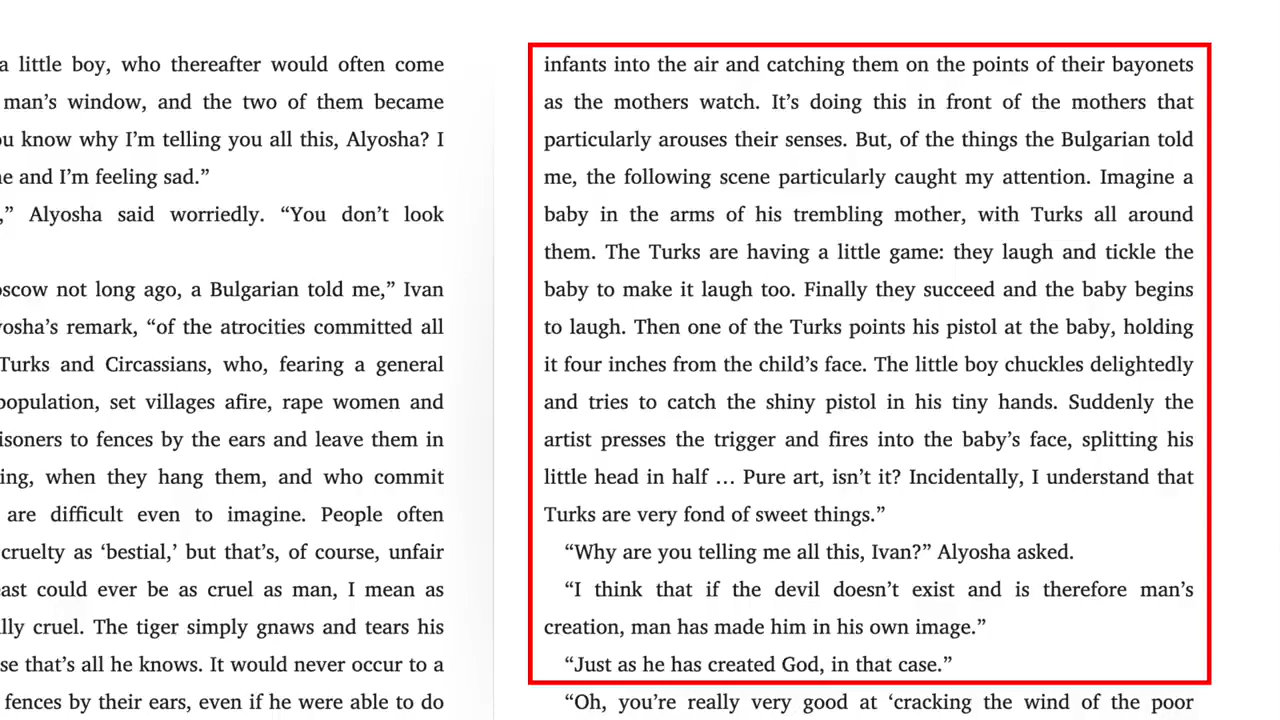 a little boy, who thereafter would often come
man's window, and the two of them became
know why I'm telling you all this, Alyosha? I
and I'm feeling sad."
Alyosha said worriedly. "You don't look
not long ago, a Bulgarian told me," Ivan
remark, "of the atrocities committed all
Turks and Circassians, who, fearing a general
population, set villages afire, rape women and
to fences by the ears and leave them in
when they hang them, and who commit
are difficult even to imagine. People often
cruelty as 'bestial,' but that's, of course, unfair
could ever be as cruel as man, I mean as
cruel. The tiger simply gnaws and tears his
that's all he knows. It would never occur to a
fences by their ears, even if he were able to do
infants into the air and catching them on the points of their bayonets
as the mothers watch. It's doing this in front of the mothers that
particularly arouses their senses. But, of the things the Bulgarian told
me, the following scene particularly caught my attention. Imagine a
baby in the arms of his trembling mother, with Turks all around
them. The Turks are having a little game: they laugh and tickle the
baby to make it laugh too. Finally they succeed and the baby begins
to laugh. Then one of the Turks points his pistol at the baby, holding
it four inches from the child's face. The little boy chuckles delightedly
and tries to catch the shiny pistol in his tiny hands. Suddenly the
artist presses the trigger and fires into the baby's face, splitting his
little head in half … Pure art, isn't it? Incidentally, I understand that
Turks are very fond of sweet things."
"Why are you telling me all this, Ivan?" Alyosha asked.
"I think that if the devil doesn't exist and is therefore man's
creation, man has made him in his own image."
"Just as he has created God, in that case."
"Oh, you're really very good at 'cracking the wind of the poor